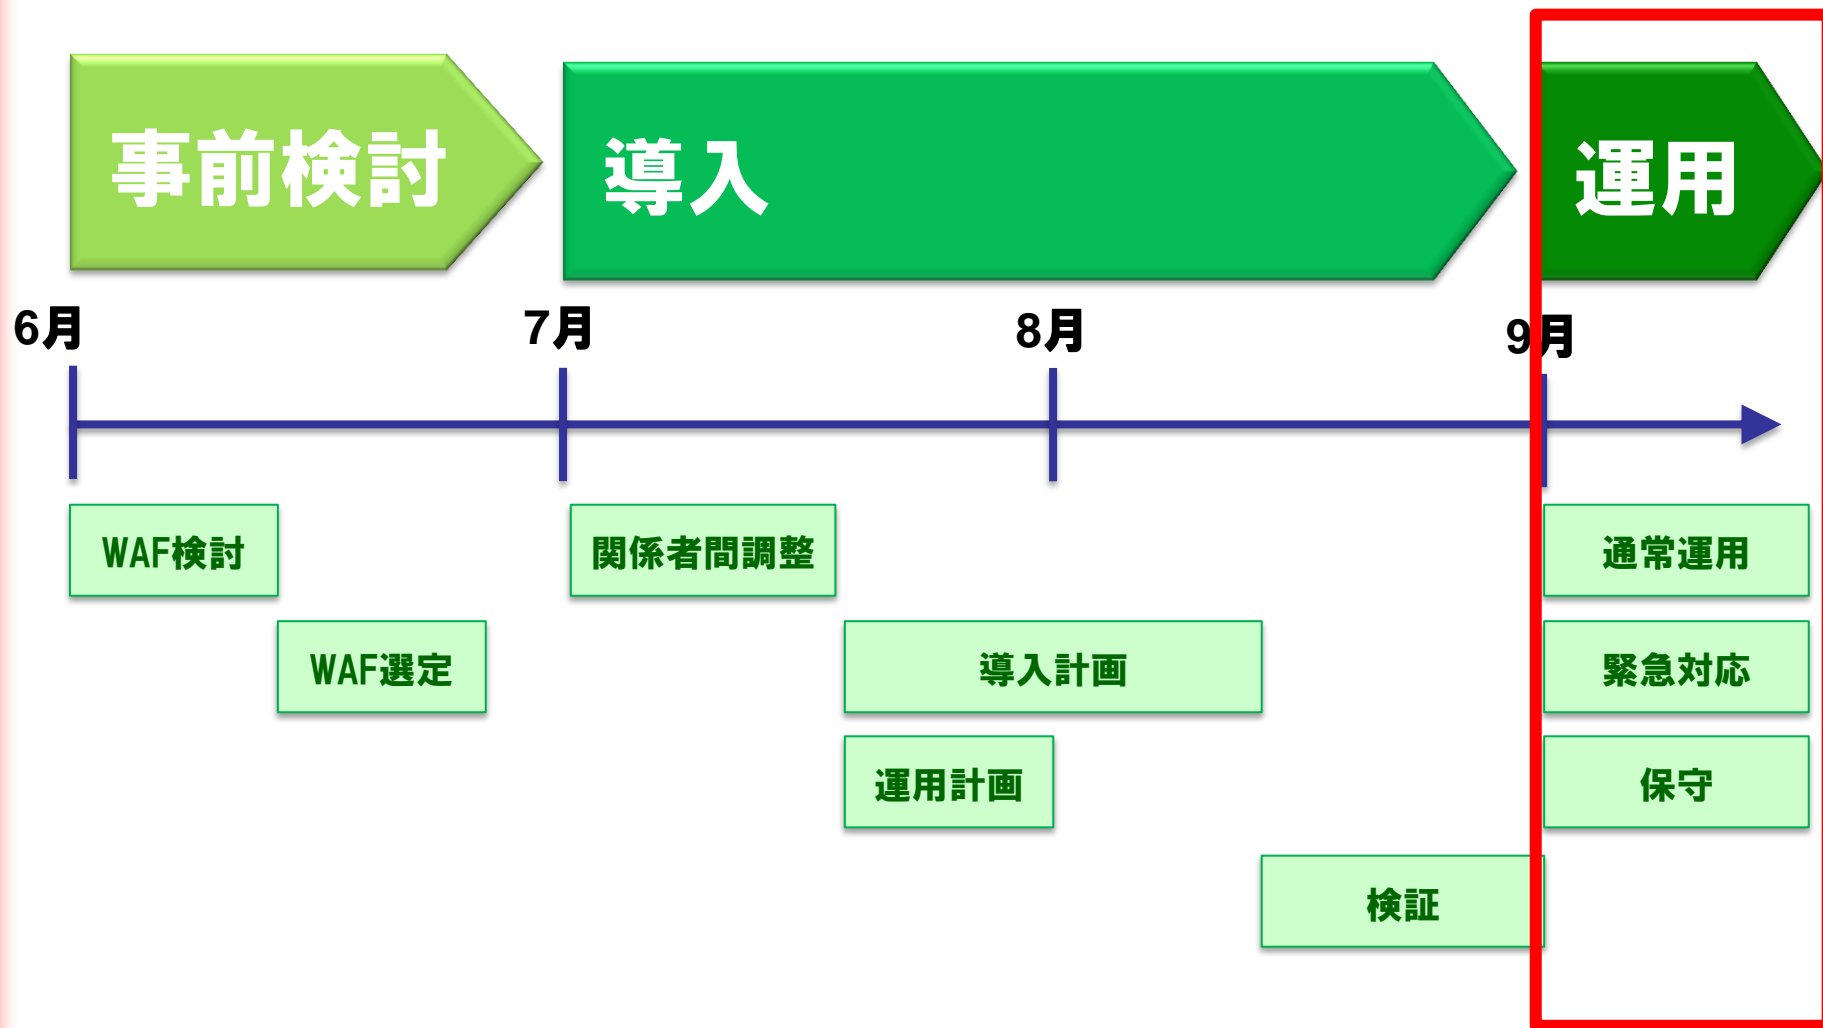 事前検討
導入
運用
6月
7月
8月
9月
WAF検討
関係者間調整
通常運用
WAF選定
導入計画
緊急対応
運用計画
保守
検証